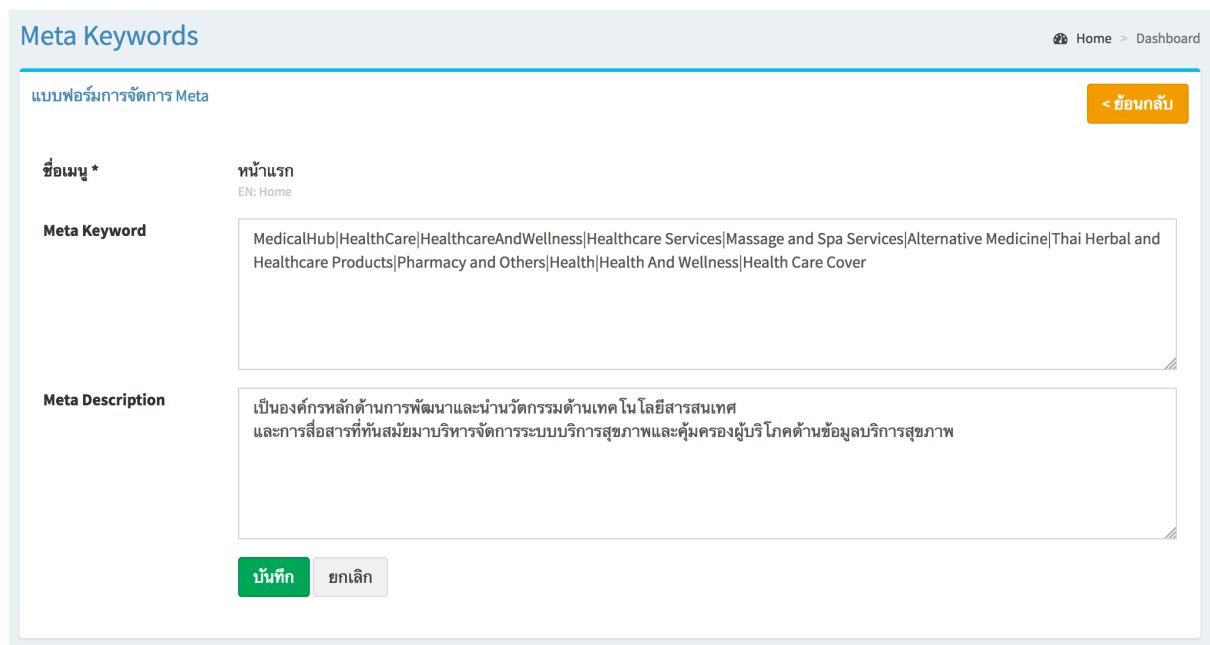 Meta Keywords
Home > Dashboard
แบบฟอร์มการจัดการ Meta
< ย้อนกลับ
ชื่อเมนู *
หน้าแรก
EN: Home
Meta Keyword
MedicalHub|HealthCare|HealthcareAndWellness|Healthcare Services|Massage and Spa Services|Alternative Medicine|Thai Herbal and
Healthcare Products|Pharmacy and Others|Health|Health And Wellness|Health Care Cover
Meta Description
เป็นองค์กรหลักด้านการพัฒนาและนำนวัตกรรมด้านเทคโนโลยีสารสนเทศ
และการสื่อสารที่ทันสมัยมาบริหารจัดการระบบบริการสุขภาพและคุ้มครองผู้บริโภคด้านข้อมูลบริการสุขภาพ
บันทึก
ยกเลิก